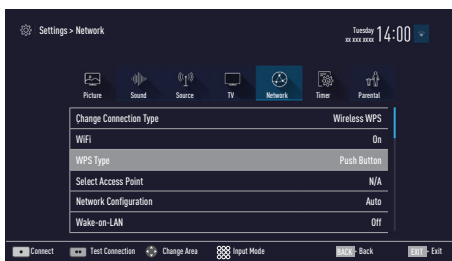 Settings > Network
Tuesday
xx xxx xxxx
14:00
Picture Sound Source TV Network Timer Parental
Change Connection Type Wireless WPS
WiFi On
WPS Type Push Button
Select Access Point N/A
Network Configuration Auto
Wake-on-LAN Off
Connect Test Connection Change Area Input Mode BACK - Back EXIT - Exit